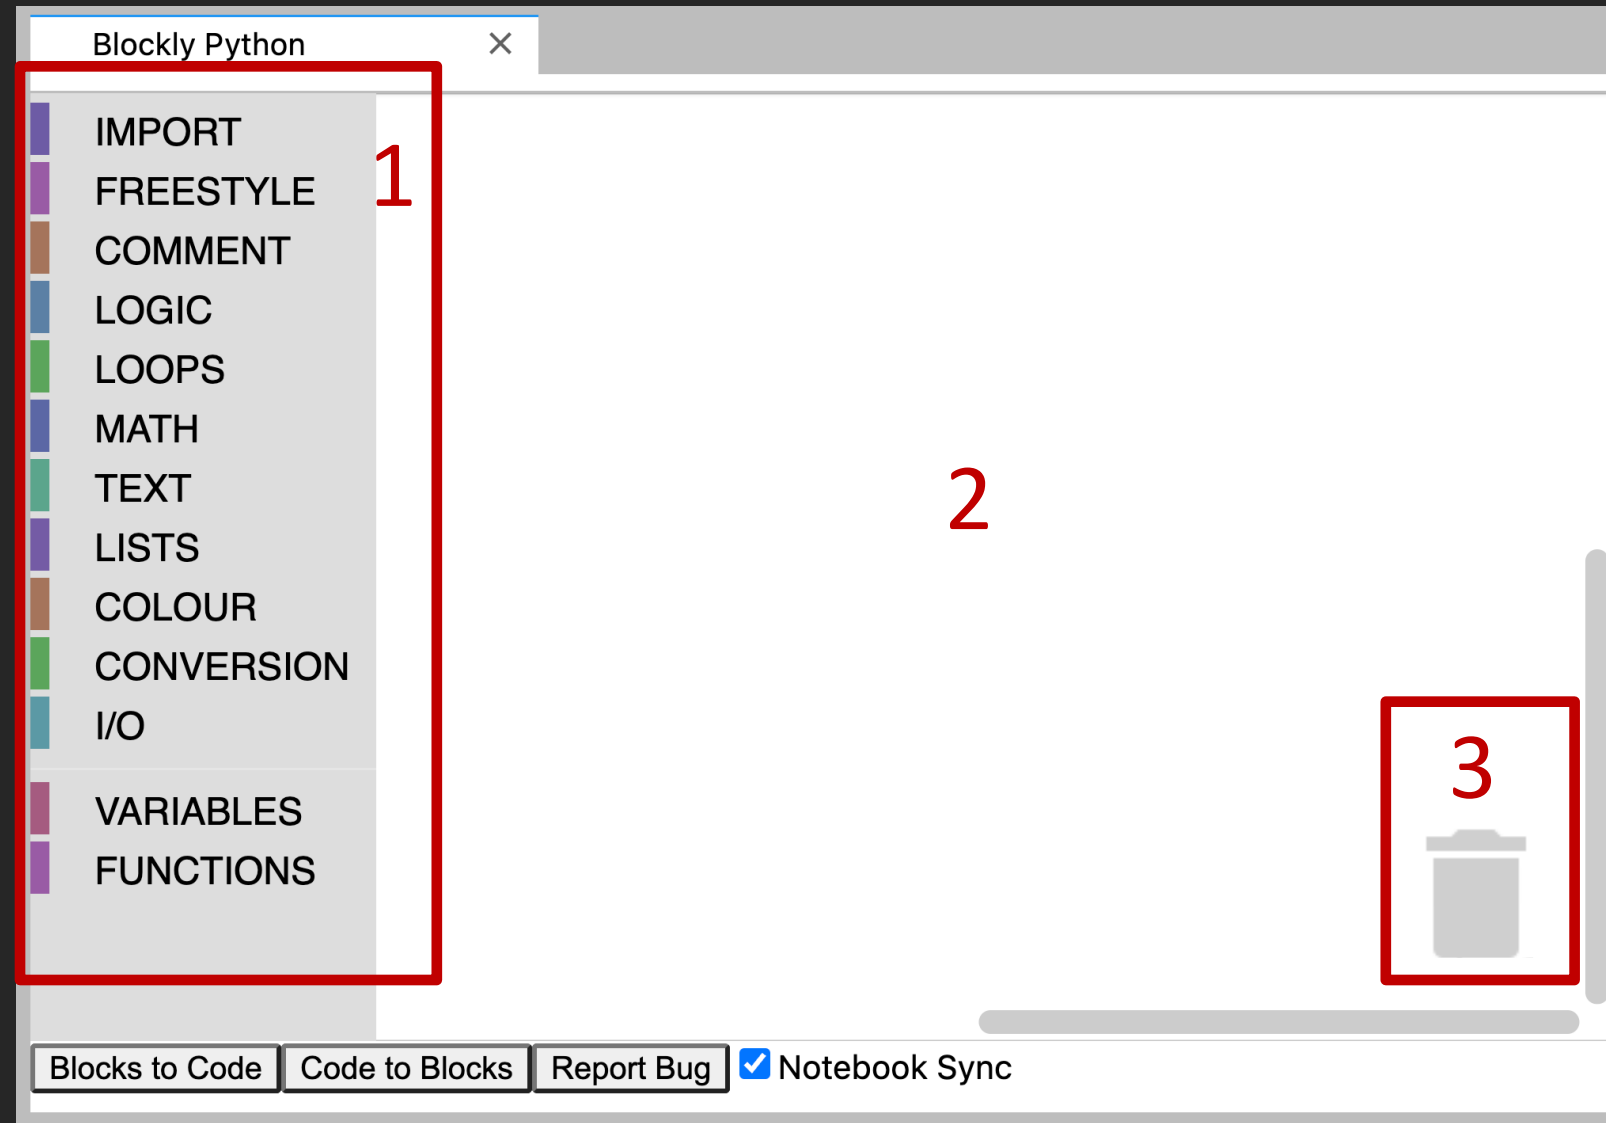 Blockly Python
IMPORT
1
FREESTYLE
COMMENT
LOGIC
LOOPS
MATH
TEXT
LISTS
COLOUR
CONVERSION
I/O
VARIABLES
FUNCTIONS
2
3
Blocks to Code
Code to Blocks
Report Bug
Notebook Sync